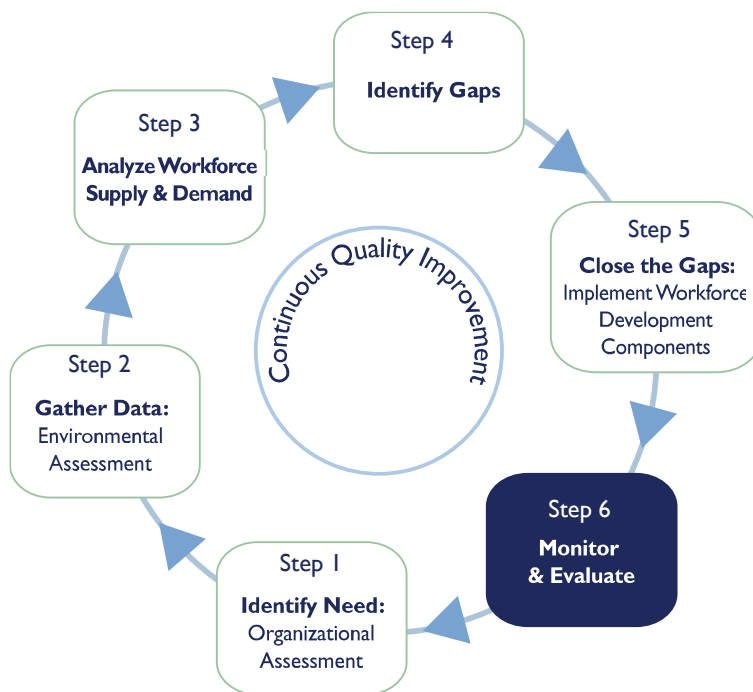 Step 4
Identify Gaps
Step 3
Analyze Workforce
Supply & Demand
Step 5
Close the Gaps:
Implement Workforce
Development
Components
Continuous Quality Improvement
Step 2
Gather Data:
Environmental
Assessment
Step 6
Monitor
& Evaluate
Step 1
Identify Need:
Organizational
Assessment